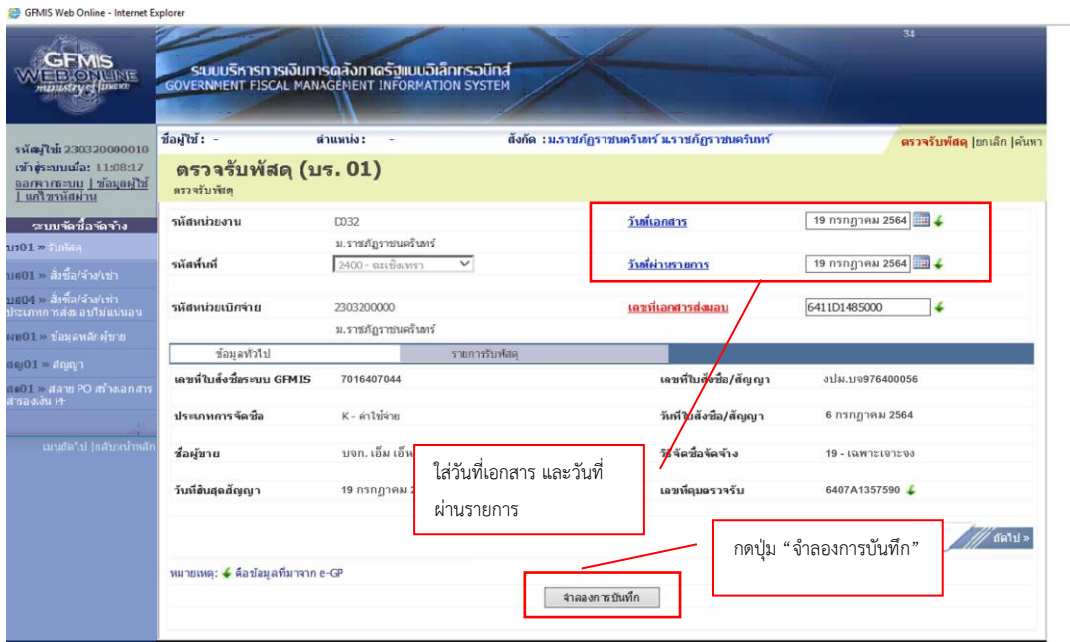 GFMIS Web Online - Internet Explorer
34
GFMIS
WEB ONLINE
ministry of finance
ระบบบริหารการเงินการคลังภาครัฐแบบอิเล็กทรอนิกส์
GOVERNMENT FISCAL MANAGEMENT INFORMATION SYSTEM
ชื่อผู้ใช้ : - ตำแหน่ง : - สังกัด : ม.ราชภัฏราชนครินทร์ ม.ราชภัฏราชนครินทร์
ตรวจรับพัสดุ |ยกเลิก |ค้นหา
รหัสผู้ใช้: 230320000010
เข้าสู่ระบบเมื่อ: 11:08:17
ออกจากระบบ | ข้อมูลผู้ใช้
| แก้ไขรหัสผ่าน
ระบบจัดซื้อจัดจ้าง
บร01 » รับพัสดุ
บส01 » สั่งซื้อ/จ้าง/เช่า
บส04 » สั่งซื้อ/จ้าง/เช่า
ประเภทการส่งมอบไม่แน่นอน
ผข01 » ข้อมูลหลักผู้ขาย
สญ01 » สัญญา
สำรองเงิน
เมนูถัดไป |กลับหน้าหลัก
ตรวจรับพัสดุ (บร. 01)
ตรวจรับพัสดุ
รหัสหน่วยงาน D032 วันที่เอกสาร 19 กรกฎาคม 2564
ม.ราชภัฏราชนครินทร์
รหัสพื้นที่ 2400 - ฉะเชิงเทรา วันที่ผ่านรายการ 19 กรกฎาคม 2564
รหัสหน่วยเบิกจ่าย 2303200000 เลขที่เอกสารส่งมอบ 6411D1485000
ม.ราชภัฏราชนครินทร์
ข้อมูลทั่วไป รายการรับพัสดุ
เลขที่ใบสั่งซื้อระบบ GFMIS 7016407044 เลขที่ใบสั่งซื้อ/สัญญา งปม.บจ976400056
ประเภทการจัดซื้อ K - ค่าใช้จ่าย วันที่ใบสั่งซื้อ/สัญญา 6 กรกฎาคม 2564
ชื่อผู้ขาย บจก. เอ็ม เอ็น วิธีจัดซื้อจัดจ้าง 19 - เฉพาะเจาะจง
วันที่สิ้นสุดสัญญา 19 กรกฎาคม 2 เลขที่คุมตรวจรับ 6407A1357590
ใส่วันที่เอกสาร และวันที่
ผ่านรายการ
ถัดไป »
กดปุ่ม “จำลองการบันทึก”
หมายเหตุ: คือข้อมูลที่มาจาก e-GP
จำลองการบันทึก